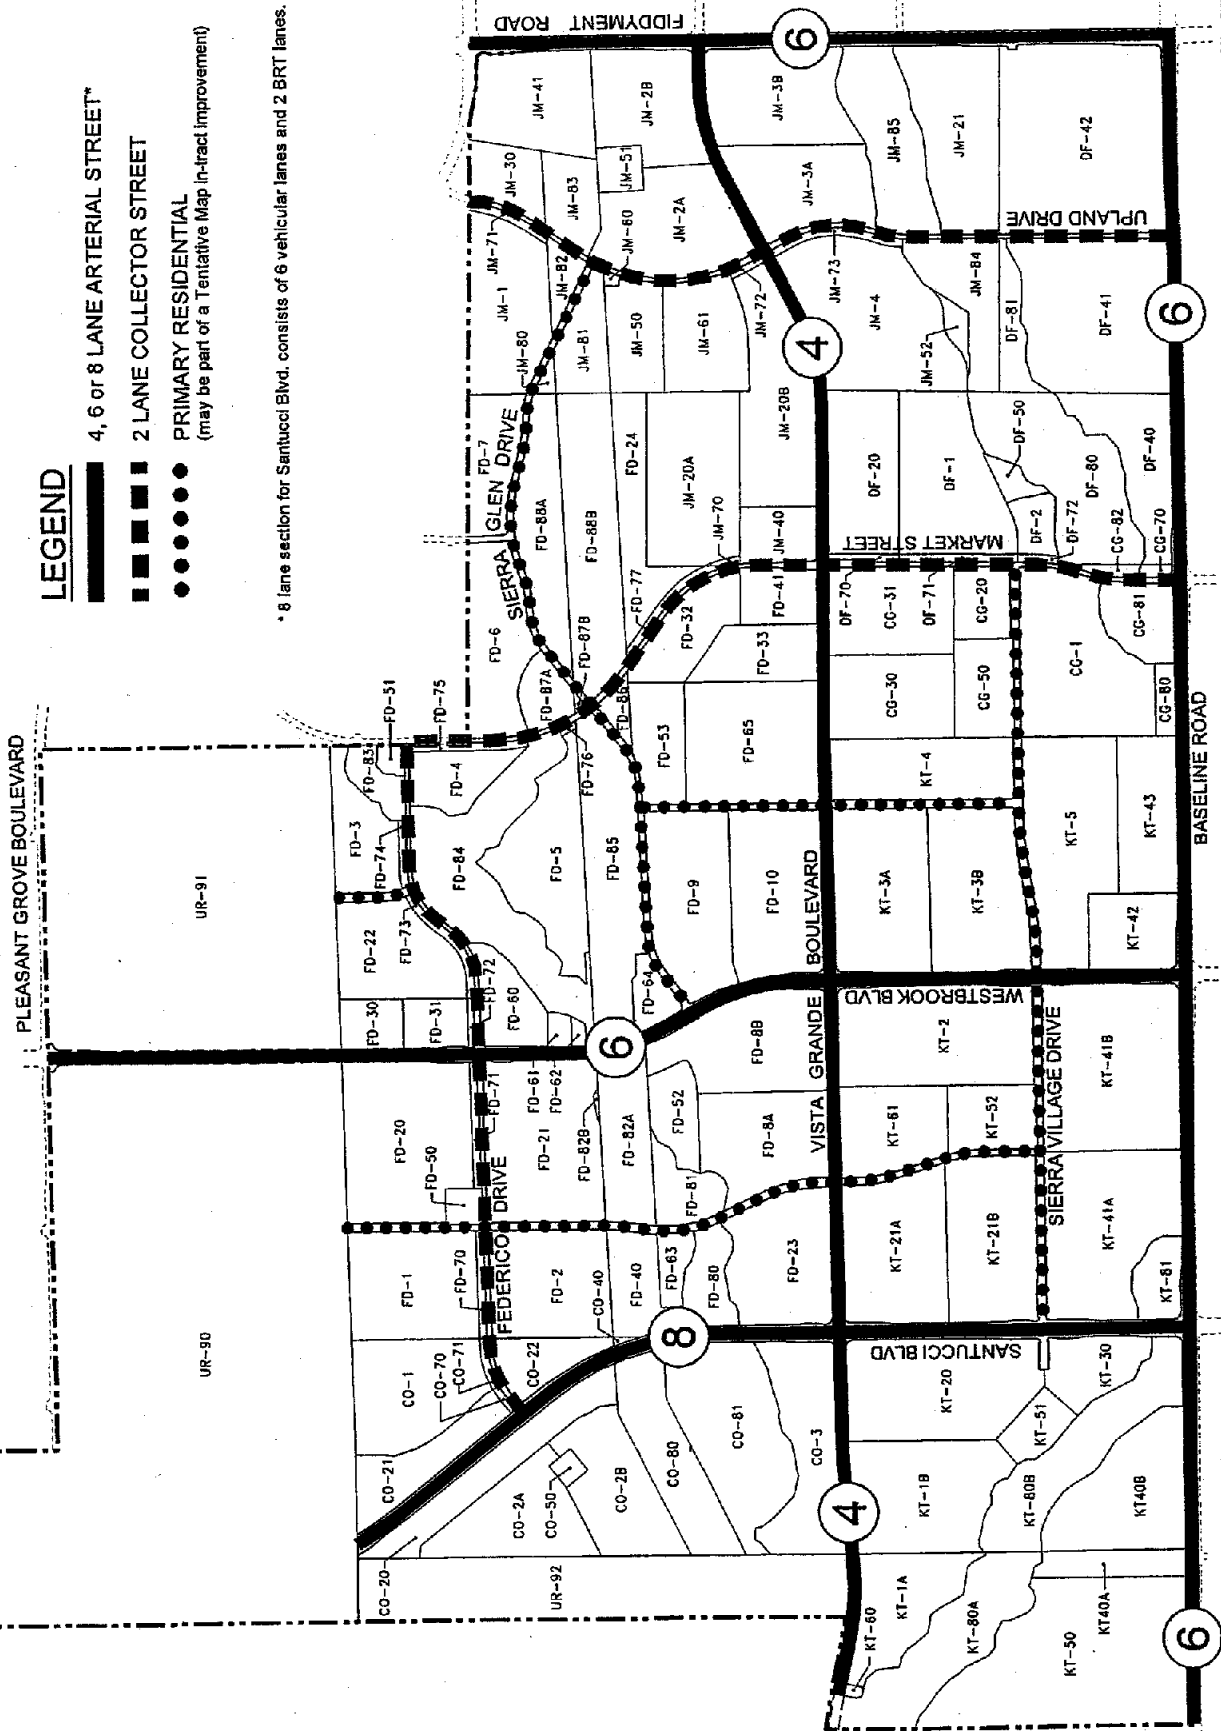 LEGEND
4, 6 or 8 LANE ARTERIAL STREET*
2 LANE COLLECTOR STREET
PRIMARY RESIDENTIAL
(may be part of a Tentative Map in-tract improvement)
* 8 lane section for Santucci Blvd. consists of 6 vehicular lanes and 2 BRT lanes.
PLEASANT GROVE BOULEVARD
UR-90
UR-91
UR-92
FIDDYMENT ROAD
SIERRA GLEN DRIVE
FEDERICO DRIVE
VISTA GRANDE BOULEVARD
WESTBROOK BLVD
SANTUCCI BLVD
SIERRA VILLAGE DRIVE
MARKET STREET
UPLAND DRIVE
BASELINE ROAD
6
6
6
6
8
4
4
CO-20
CO-21
CO-1
CO-70
CO-71
CO-22
CO-2A
CO-50
CO-2B
CO-40
CO-80
CO-81
CO-3
FD-1
FD-70
FD-2
FD-40
FD-63
FD-80
FD-23
FD-20
FD-50
FD-71
FD-21
FD-61
FD-62
FD-82B
FD-82A
FD-81
FD-52
FD-8A
FD-8B
FD-30
FD-31
FD-22
FD-72
FD-60
FD-73
FD-74
FD-3
FD-83
FD-51
FD-75
FD-4
FD-84
FD-5
FD-85
FD-64
FD-9
FD-10
FD-76
FD-86
FD-87A
FD-87B
FD-6
FD-7
FD-88A
FD-88B
FD-24
FD-77
FD-32
FD-33
FD-41
FD-53
FD-65
JM-41
JM-30
JM-71
JM-1
JM-83
JM-82
JM-80
JM-81
JM-2B
JM-51
JM-60
JM-2A
JM-50
JM-61
JM-72
JM-20A
JM-20B
JM-70
JM-40
JM-3B
JM-3A
JM-73
JM-4
JM-85
JM-21
JM-84
JM-52
DF-42
DF-41
DF-81
DF-50
DF-20
DF-1
DF-2
DF-80
DF-40
DF-70
DF-71
DF-72
CG-31
CG-30
CG-20
CG-50
CG-1
CG-82
CG-70
CG-81
CG-80
KT-4
KT-5
KT-43
KT-42
KT-3A
KT-3B
KT-2
KT-61
KT-52
KT-41B
KT-41A
KT-21A
KT-21B
KT-81
KT-20
KT-30
KT-51
KT-1B
KT-80B
KT40B
KT-1A
KT-60
KT-80A
KT40A
KT-50